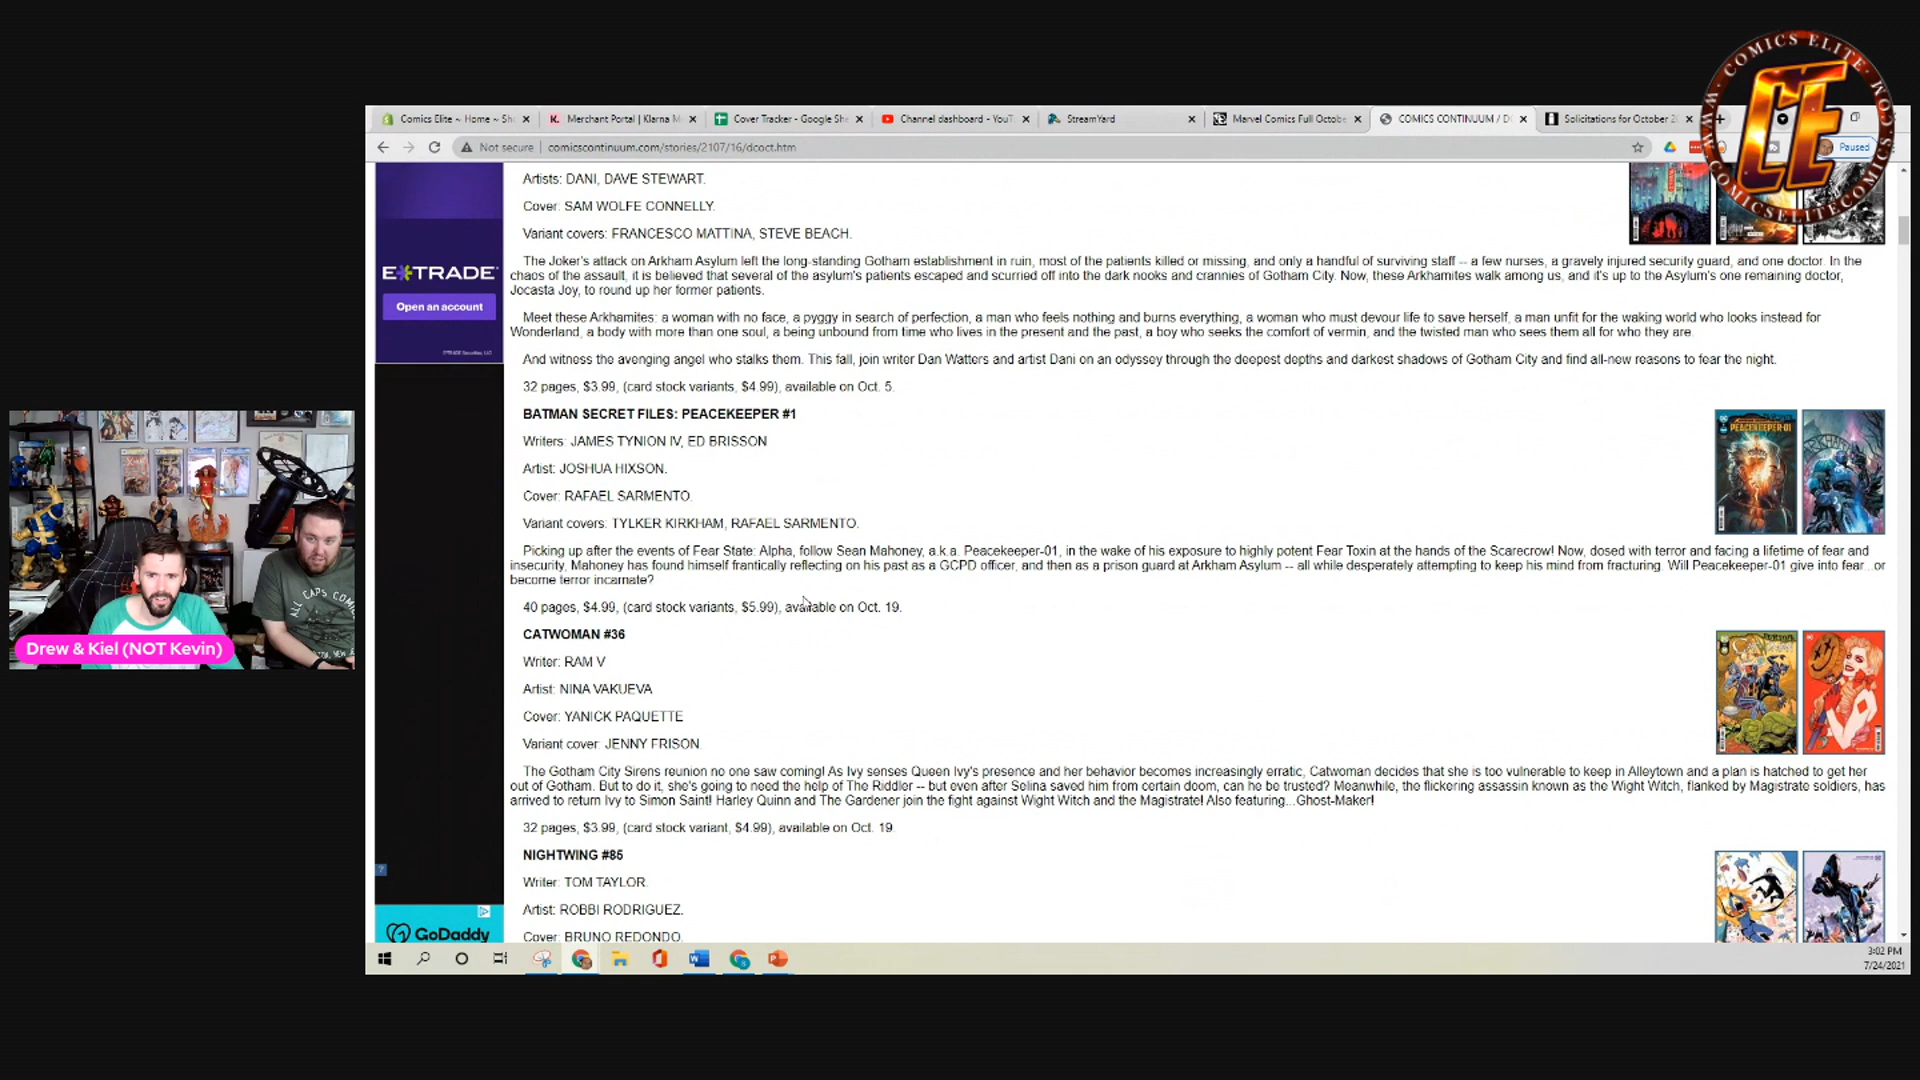 COMICS ELITE
WWW.COMICSELITECOMICS.COM
CE
Comics Elite ~ Home ~ Sh
Merchant Portal | Klarna M
Cover Tracker - Google She
Channel dashboard - YouT
StreamYard
Marvel Comics Full Octobe
COMICS CONTINUUM / D
Solicitations for October 2
Not secure
comicscontinuum.com/stories/2107/16/dcoct.htm
Paused
E*TRADE
Open an account
Artists: DANI, DAVE STEWART.
Cover: SAM WOLFE CONNELLY.
Variant covers: FRANCESCO MATTINA, STEVE BEACH.
The Joker's attack on Arkham Asylum left the long-standing Gotham establishment in ruin, most of the patients killed or missing, and only a handful of surviving staff -- a few nurses, a gravely injured security guard, and one doctor. In the
chaos of the assault, it is believed that several of the asylum's patients escaped and scurried off into the dark nooks and crannies of Gotham City. Now, these Arkhamites walk among us, and it's up to the Asylum's one remaining doctor,
Jocasta Joy, to round up her former patients.
Meet these Arkhamites: a woman with no face, a pyggy in search of perfection, a man who feels nothing and burns everything, a woman who must devour life to save herself, a man unfit for the waking world who looks instead for
Wonderland, a body with more than one soul, a being unbound from time who lives in the present and the past, a boy who seeks the comfort of vermin, and the twisted man who sees them all for who they are.
And witness the avenging angel who stalks them. This fall, join writer Dan Watters and artist Dani on an odyssey through the deepest depths and darkest shadows of Gotham City and find all-new reasons to fear the night.
32 pages, $3.99, (card stock variants, $4.99), available on Oct. 5.
BATMAN SECRET FILES: PEACEKEEPER #1
Writers: JAMES TYNION IV, ED BRISSON
Artist: JOSHUA HIXSON.
Cover: RAFAEL SARMENTO.
Variant covers: TYLKER KIRKHAM, RAFAEL SARMENTO.
Picking up after the events of Fear State: Alpha, follow Sean Mahoney, a.k.a. Peacekeeper-01, in the wake of his exposure to highly potent Fear Toxin at the hands of the Scarecrow! Now, dosed with terror and facing a lifetime of fear and
insecurity, Mahoney has found himself frantically reflecting on his past as a GCPD officer, and then as a prison guard at Arkham Asylum -- all while desperately attempting to keep his mind from fracturing. Will Peacekeeper-01 give into fear...or
become terror incarnate?
40 pages, $4.99, (card stock variants, $5.99), available on Oct. 19.
PEACEKEEPER-01
CATWOMAN #36
Writer: RAM V
Artist: NINA VAKUEVA
Cover: YANICK PAQUETTE
Variant cover: JENNY FRISON.
The Gotham City Sirens reunion no one saw coming! As Ivy senses Queen Ivy's presence and her behavior becomes increasingly erratic, Catwoman decides that she is too vulnerable to keep in Alleytown and a plan is hatched to get her
out of Gotham. But to do it, she's going to need the help of The Riddler -- but even after Selina saved him from certain doom, can he be trusted? Meanwhile, the flickering assassin known as the Wight Witch, flanked by Magistrate soldiers, has
arrived to return Ivy to Simon Saint! Harley Quinn and The Gardener join the fight against Wight Witch and the Magistrate! Also featuring...Ghost-Maker!
32 pages, $3.99, (card stock variant, $4.99), available on Oct. 19.
NIGHTWING #85
Writer: TOM TAYLOR.
Artist: ROBBI RODRIGUEZ.
Cover: BRUNO REDONDO.
GoDaddy
ALL CAPS COMI
Drew & Kiel (NOT Kevin)
3:02 PM
7/24/2021